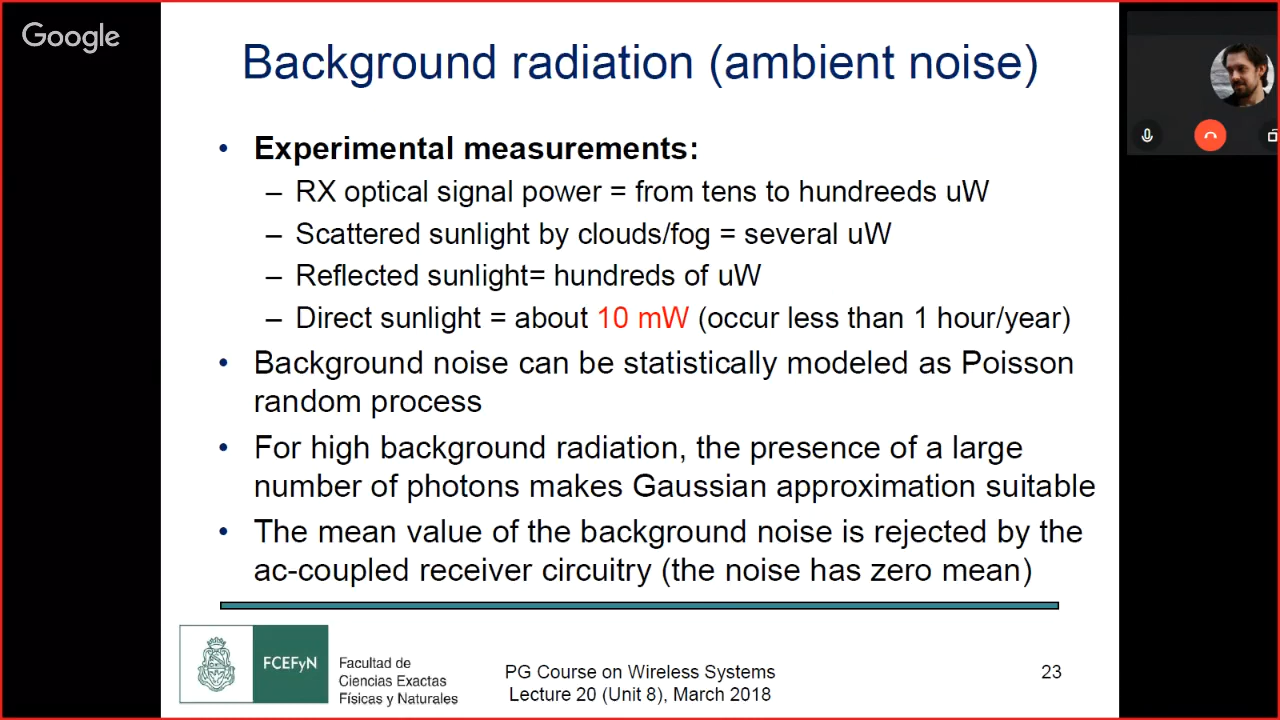 Google
Background radiation (ambient noise)
• Experimental measurements:
– RX optical signal power = from tens to hundreeds uW
– Scattered sunlight by clouds/fog = several uW
– Reflected sunlight= hundreds of uW
– Direct sunlight = about 10 mW (occur less than 1 hour/year)
• Background noise can be statistically modeled as Poisson
random process
• For high background radiation, the presence of a large
number of photons makes Gaussian approximation suitable
• The mean value of the background noise is rejected by the
ac-coupled receiver circuitry (the noise has zero mean)
FCEFyN
Facultad de
Ciencias Exactas
Físicas y Naturales
PG Course on Wireless Systems
Lecture 20 (Unit 8), March 2018
23